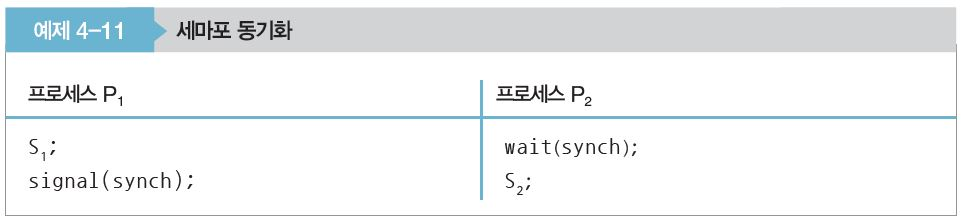 예제 4-11 세마포 동기화
프로세스 P₁ 프로세스 P₂
S₁; wait(synch);
signal(synch); S₂;